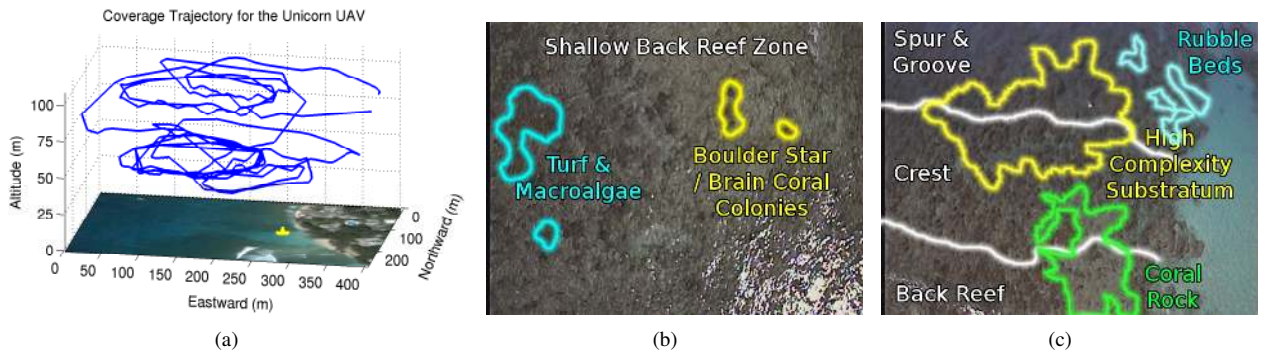 Coverage Trajectory for the Unicorn UAV
Altitude (m)
100
75
50
25
0
0
50
100
150
200
250
300
350
400
Eastward (m)
0
100
200
Northward (m)
(a)
Shallow Back Reef Zone
Turf &
Macroalgae
Boulder Star
/ Brain Coral
Colonies
(b)
Spur &
Groove
Rubble
Beds
High
Complexity
Substratum
Crest
Back Reef
Coral
Rock
(c)